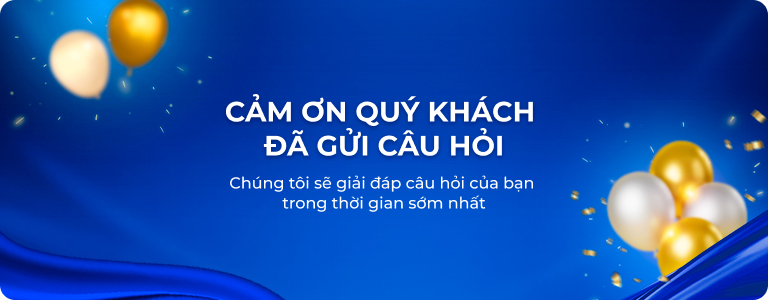 CẢM ƠN QUÝ KHÁCH
ĐÃ GỬI CÂU HỎI
Chúng tôi sẽ giải đáp câu hỏi của bạn
trong thời gian sớm nhất